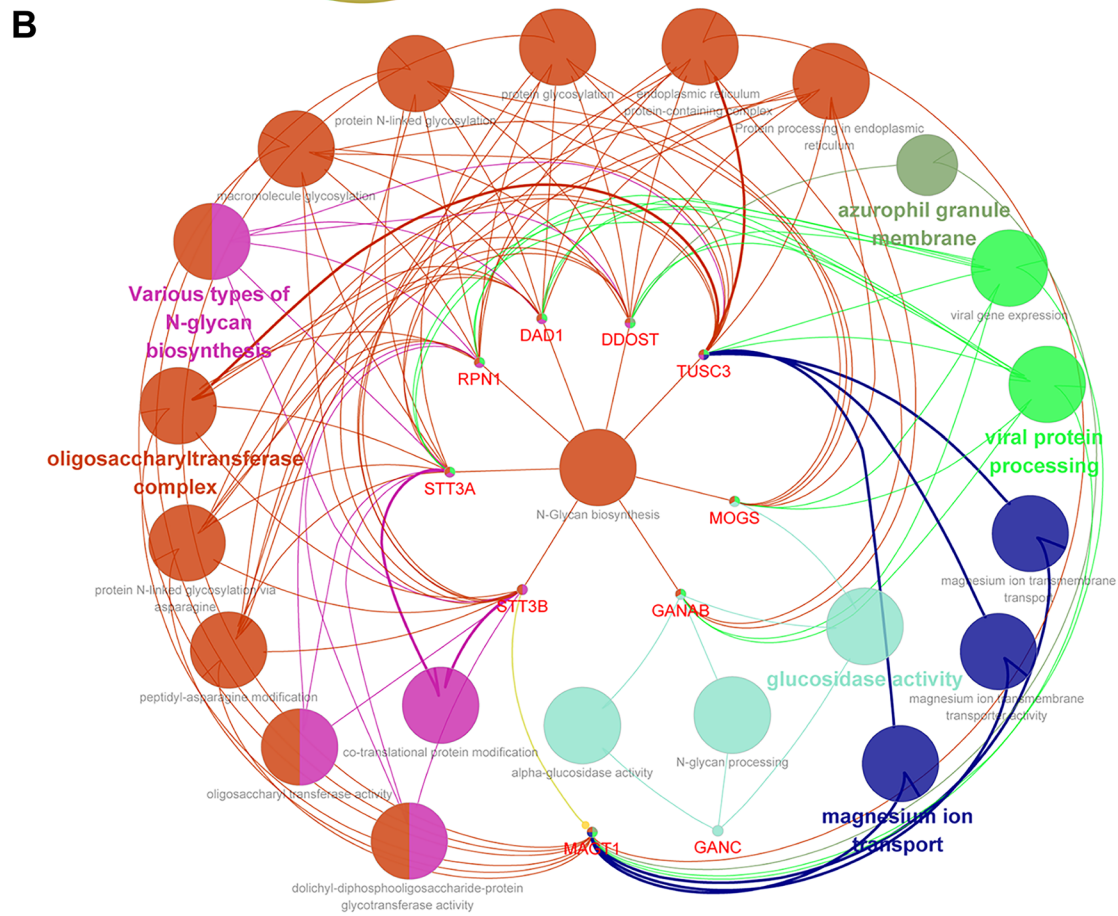 B
protein glycosylation
endoplasmic reticulum
protein-containing complex
protein N-linked glycosylation
Protein processing in endoplasmic
reticulum
macromolecule glycosylation
azurophil granule
membrane
Various types of
N-glycan
biosynthesis
viral gene expression
DAD1
DDOST
TUSC3
RPN1
oligosaccharyltransferase
complex
viral protein
processing
STT3A
N-Glycan biosynthesis
MOGS
magnesium ion transmembrane
transport
protein N-linked glycosylation via
asparagine
STT3B
GANAB
glucosidase activity
peptidyl-asparagine modification
magnesium ion transmembrane
transporter activity
co-translational protein modification
alpha-glucosidase activity
N-glycan processing
oligosaccharyl transferase activity
magnesium ion
transport
MAGT1
GANC
dolichyl-diphosphooligosaccharide-protein
glycotransferase activity